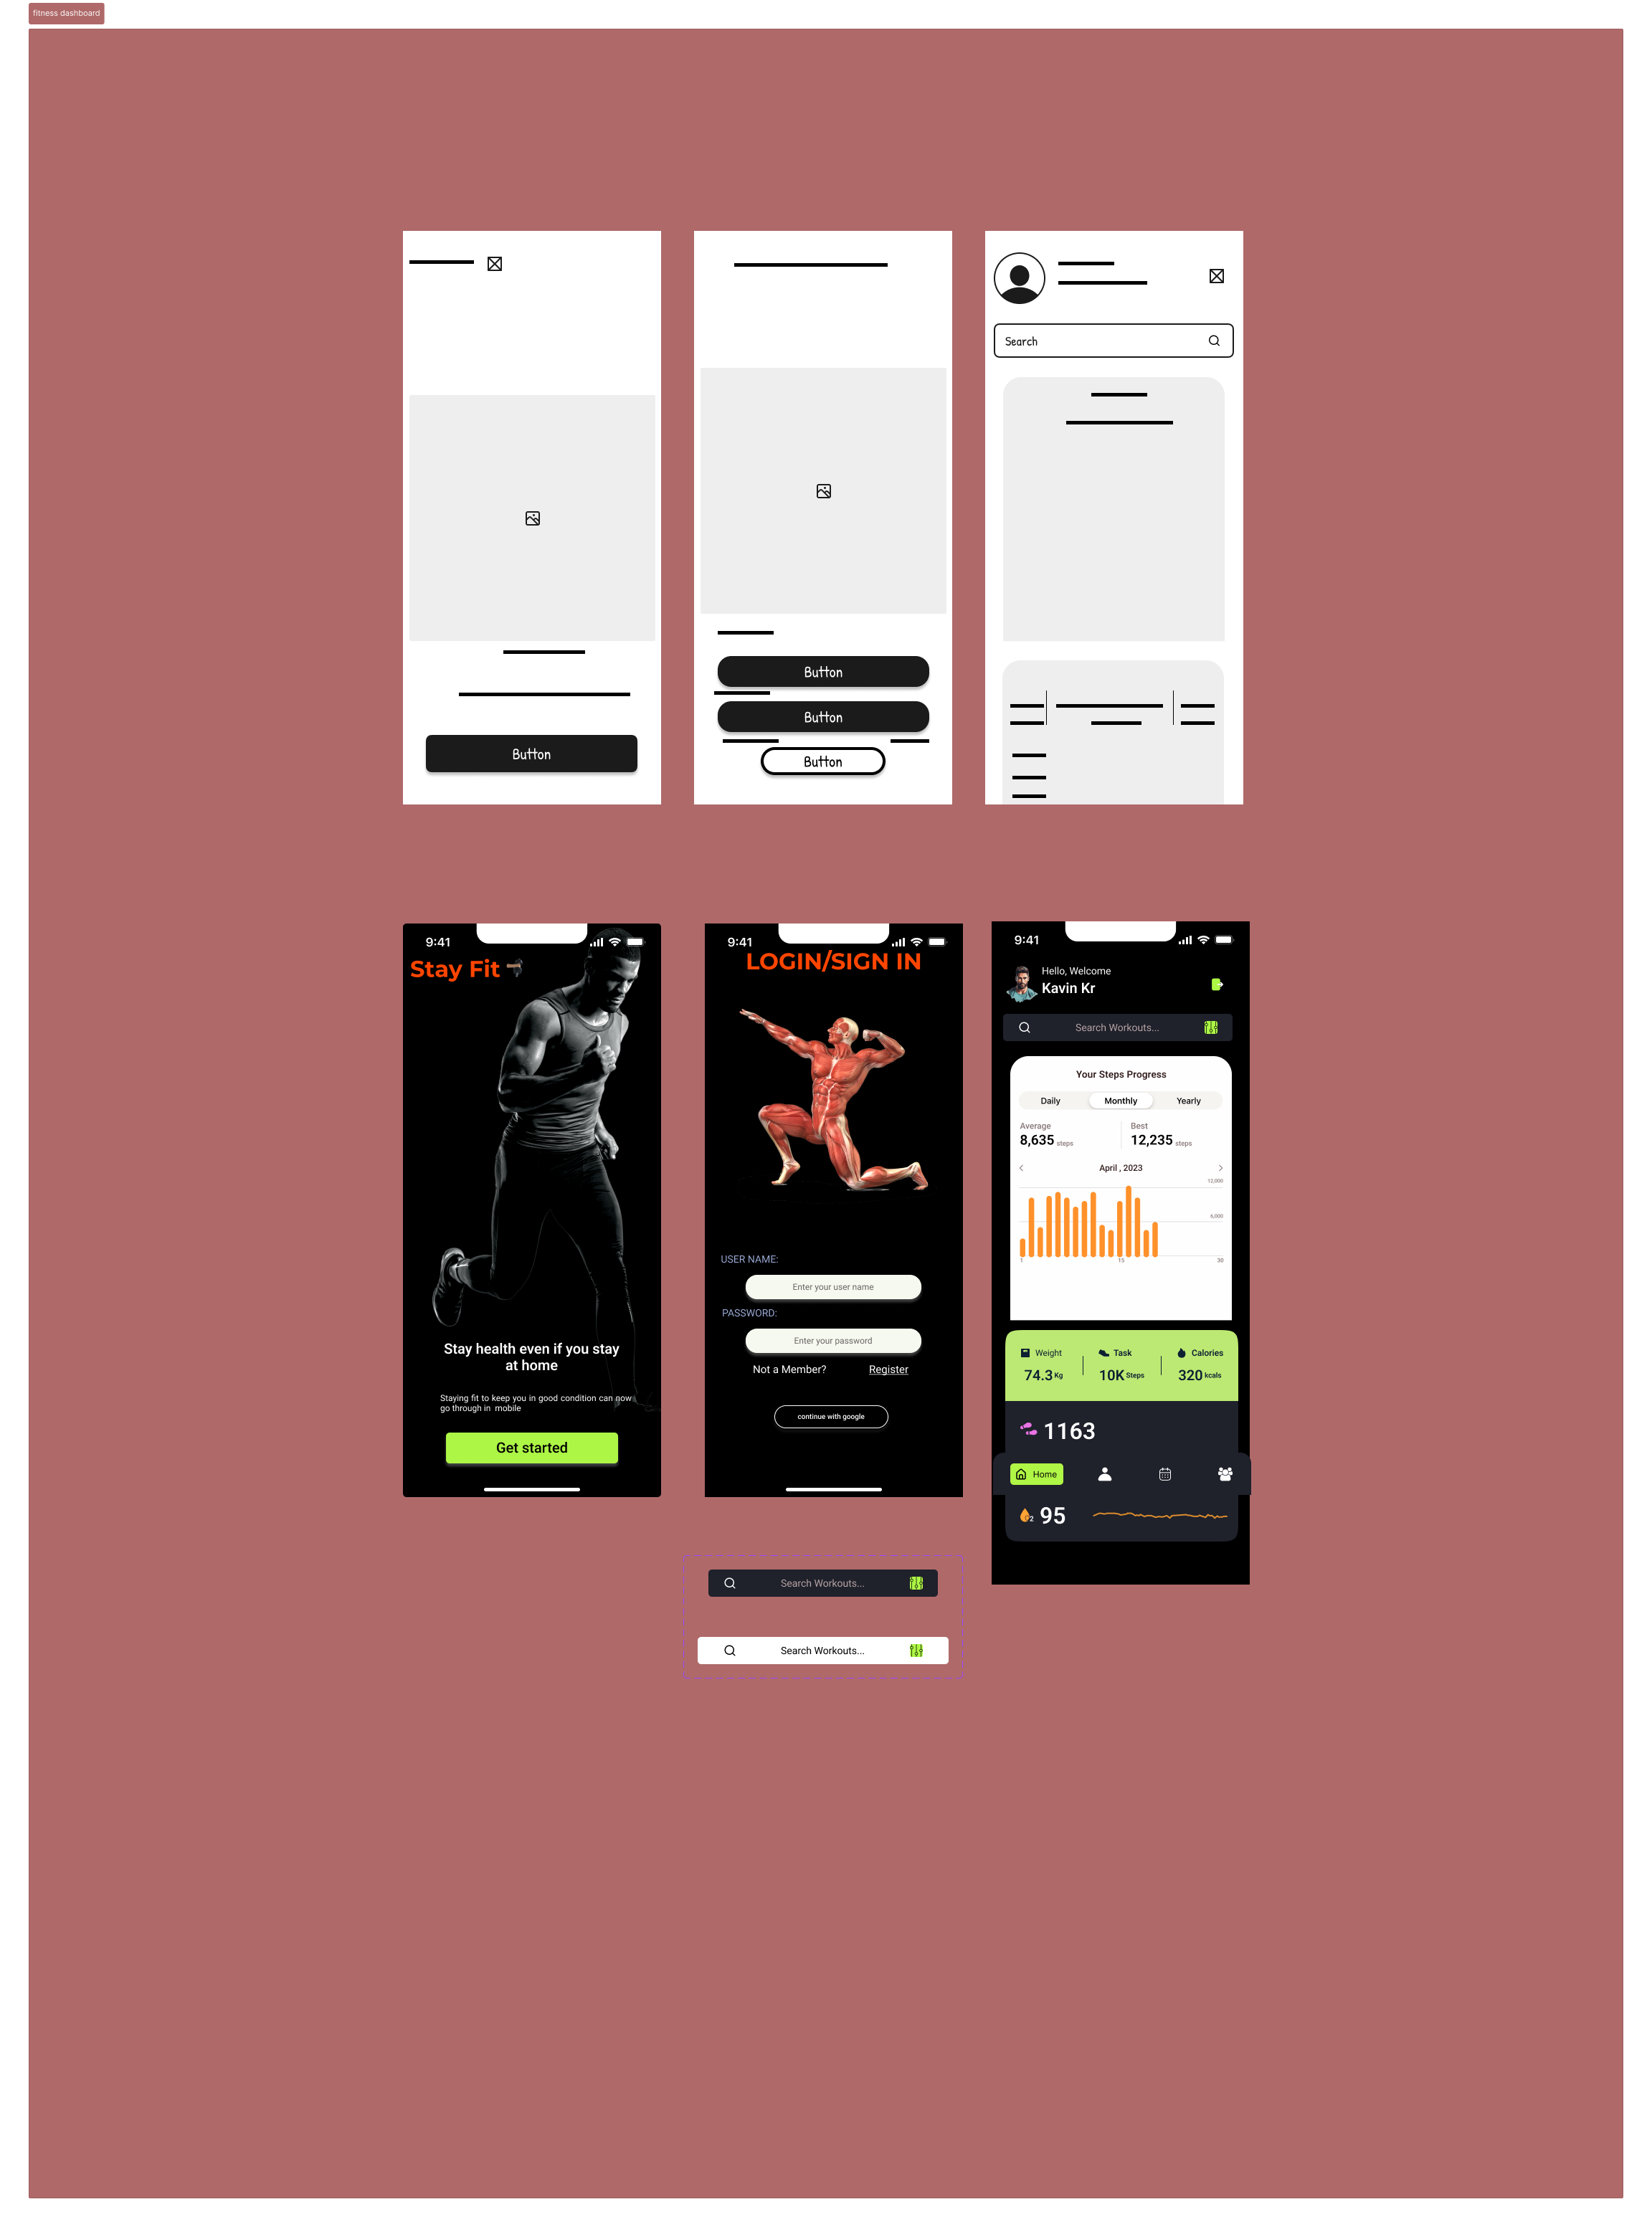 fitness dashboard
Search
Button
Button
Button
Button
9:41
Stay Fit
Stay health even if you stay
at home
Staying fit to keep you in good condition can now
go through in mobile
Get started
9:41
LOGIN/SIGN IN
USER NAME:
Enter your user name
PASSWORD:
Enter your password
Not a Member? Register
continue with google
9:41
Hello, Welcome
Kavin Kr
Search Workouts...
Your Steps Progress
Daily Monthly Yearly
Average Best
8,635 steps 12,235 steps
April , 2023
12,000
6,000
1 15 30
Weight Task Calories
74.3 Kg 10K Steps 320 kcals
1163
Home
95
Search Workouts...
Search Workouts...